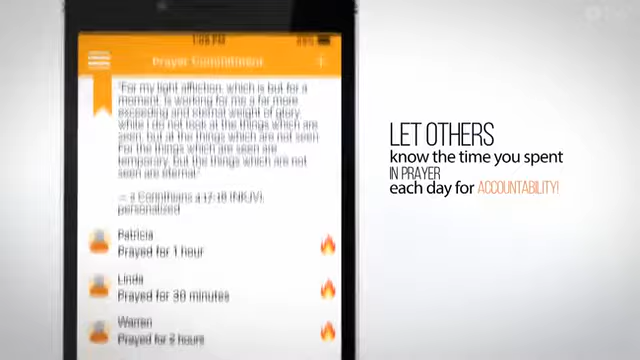 1:08 PM
Prayer Commitment
+
"For my light affliction, which is but for a
moment, is working for me a far more
exceeding and eternal weight of glory,
while I do not look at the things which are
seen, but at the things which are not seen.
For the things which are seen are
temporary, but the things which are not
seen are eternal."
— 2 Corinthians 4:17-18 (NKJV),
personalized
Patricia
Prayed for 1 hour
Linda
Prayed for 30 minutes
Warren
Prayed for 2 hours
LET OTHERS
know the time you spent
IN PRAYER
each day for ACCOUNTABILITY!